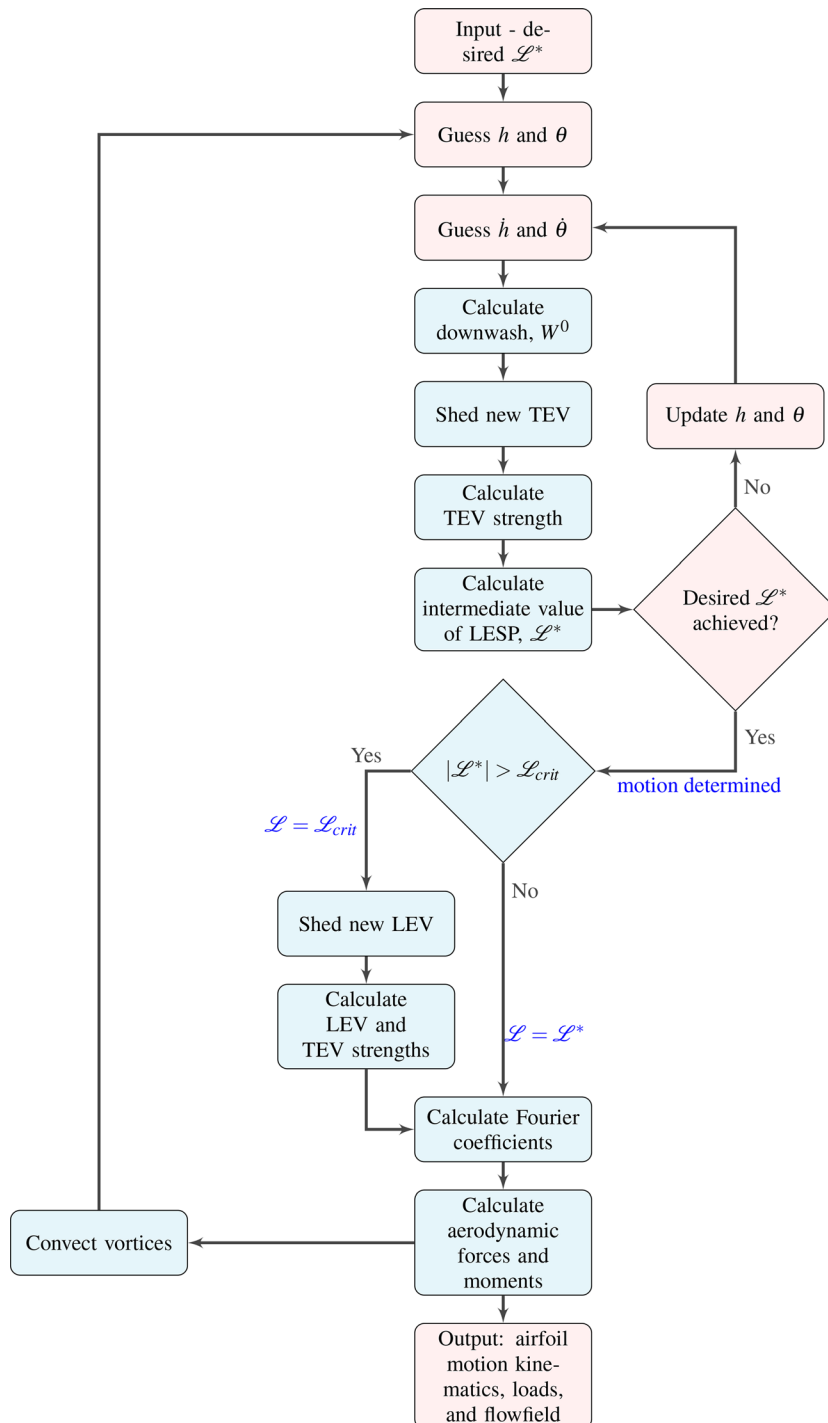 Input - de-
sired ℒ*
Guess h and θ
Guess ḣ and θ̇
Calculate
downwash, W⁰
Shed new TEV
Update h and θ
Calculate
TEV strength
No
Calculate
intermediate value
of LESP, ℒ*
Desired ℒ*
achieved?
Yes
motion determined
|ℒ*| > ℒcrit
Yes
ℒ = ℒcrit
No
Shed new LEV
Calculate
LEV and
TEV strengths
ℒ = ℒ*
Calculate Fourier
coefficients
Calculate
aerodynamic
forces and
moments
Convect vortices
Output: airfoil
motion kine-
matics, loads,
and flowfield